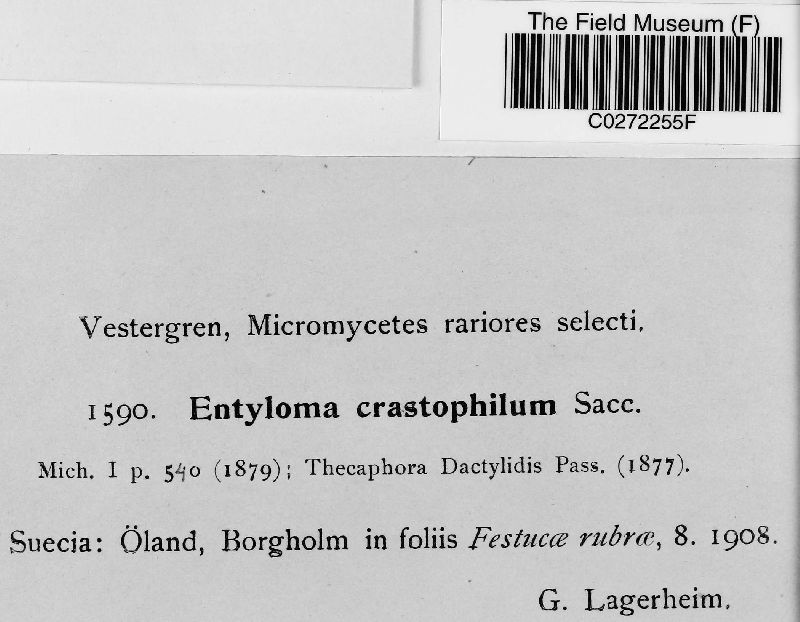 The Field Museum (F)
C0272255F
Vestergren, Micromycetes rariores selecti.
1590. Entyloma crastophilum Sacc.
Mich. I p. 540 (1879); Thecaphora Dactylidis Pass. (1877).
Suecia: Öland, Borgholm in foliis Festucæ rubræ, 8. 1908.
G. Lagerheim.